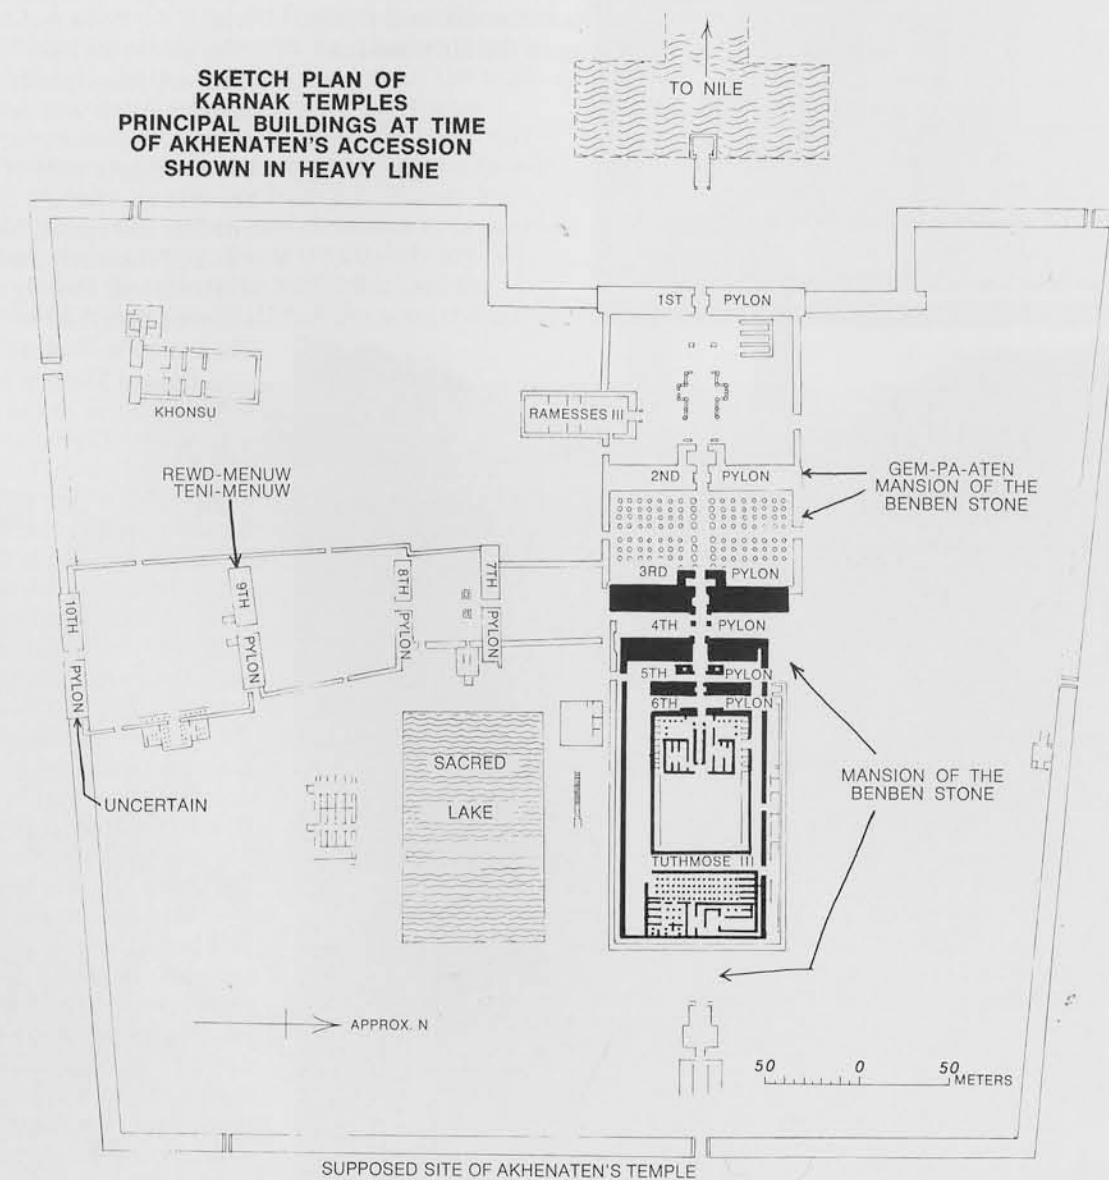 SKETCH PLAN OF
KARNAK TEMPLES
PRINCIPAL BUILDINGS AT TIME
OF AKHENATEN'S ACCESSION
SHOWN IN HEAVY LINE
TO NILE
1ST PYLON
KHONSU
RAMESSES III
REWD-MENUW
TENI-MENUW
2ND PYLON
GEM-PA-ATEN
MANSION OF THE
BENBEN STONE
3RD PYLON
10TH PYLON
9TH PYLON
8TH PYLON
7TH PYLON
4TH PYLON
5TH PYLON
6TH PYLON
UNCERTAIN
SACRED
LAKE
MANSION OF THE
BENBEN STONE
TUTHMOSE III
APPROX. N
50 0 50
METERS
SUPPOSED SITE OF AKHENATEN'S TEMPLE